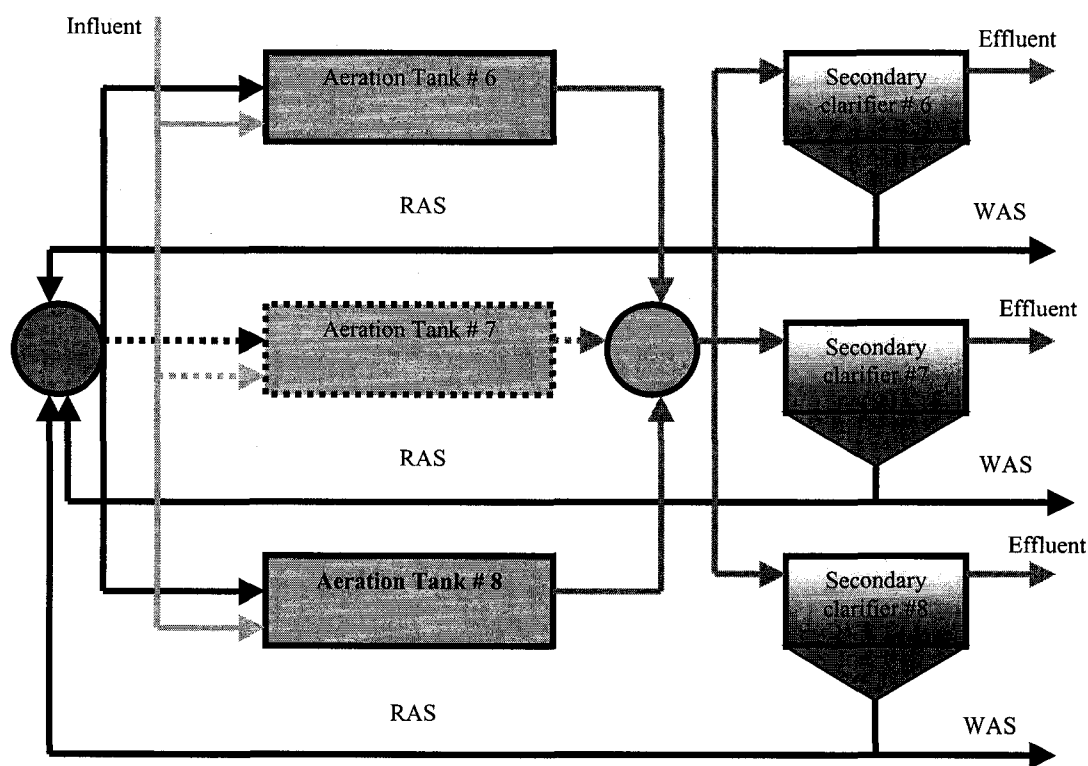 Influent
Aeration Tank # 6
Secondary
clarifier # 6
Effluent
RAS
WAS
Aeration Tank # 7
Secondary
clarifier #7
Effluent
RAS
WAS
Aeration Tank # 8
Secondary
clarifier #8
Effluent
RAS
WAS